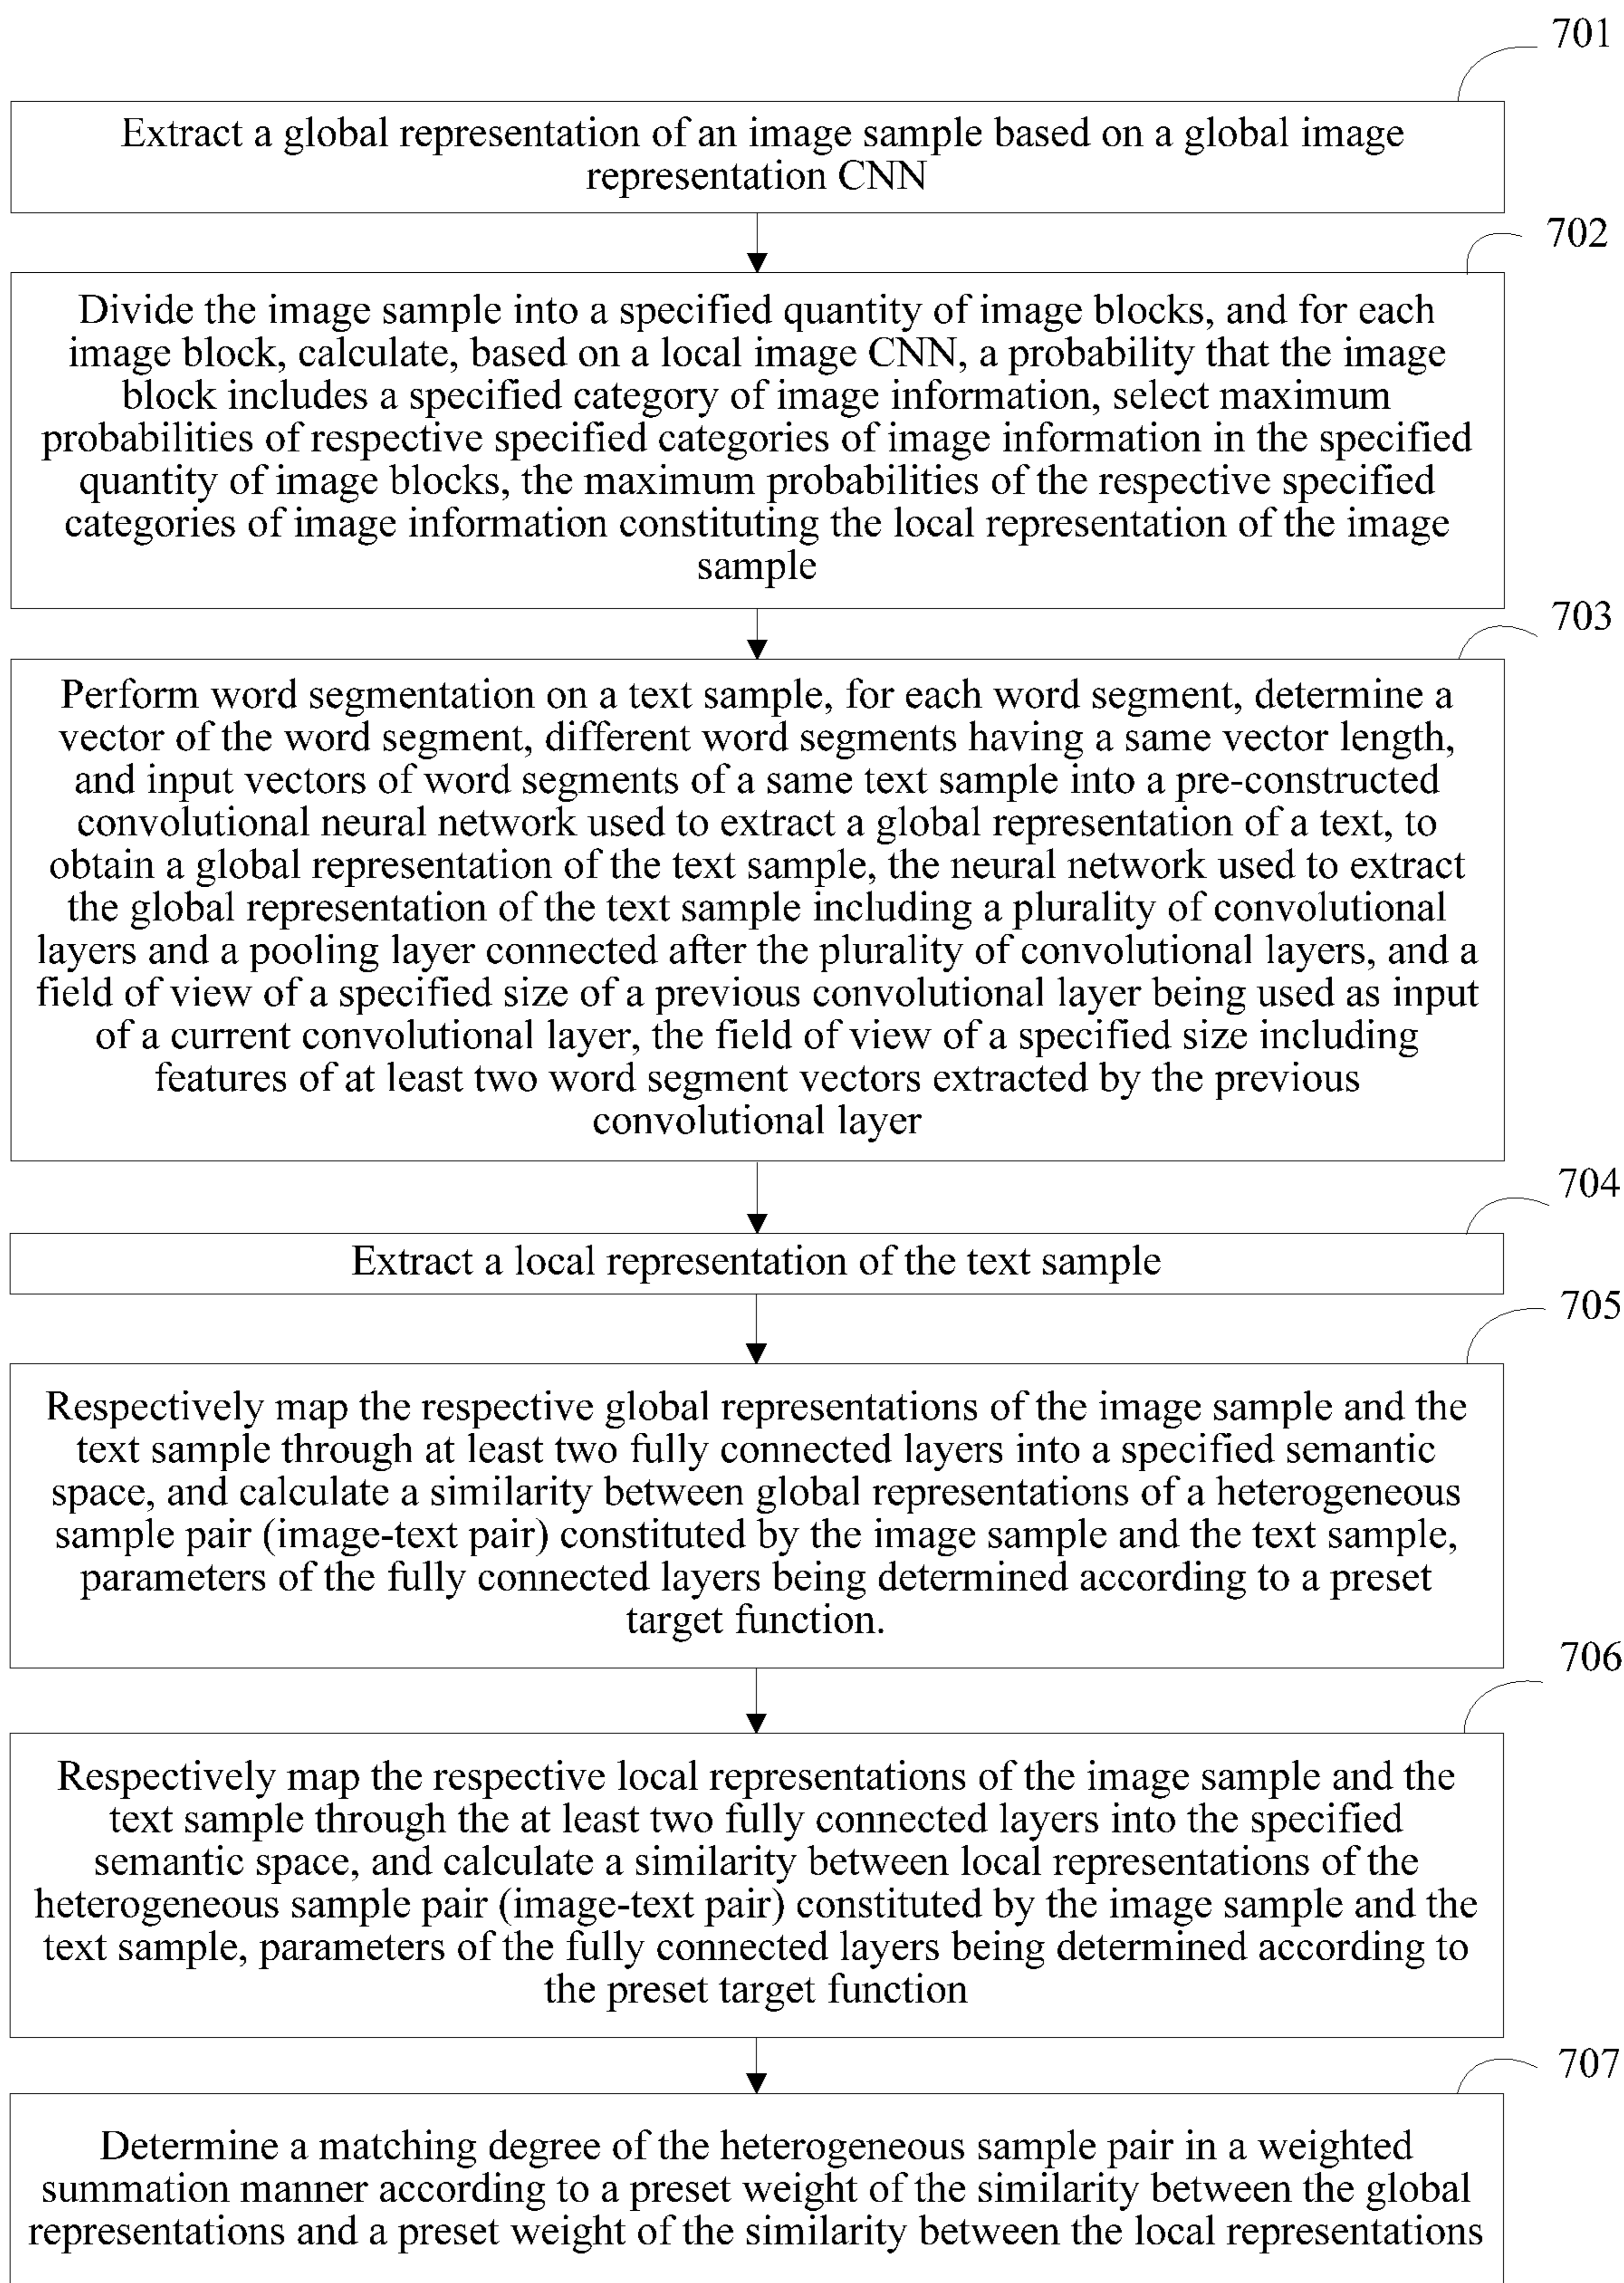 701
Extract a global representation of an image sample based on a global image
representation CNN
702
Divide the image sample into a specified quantity of image blocks, and for each
image block, calculate, based on a local image CNN, a probability that the image
block includes a specified category of image information, select maximum
probabilities of respective specified categories of image information in the specified
quantity of image blocks, the maximum probabilities of the respective specified
categories of image information constituting the local representation of the image
sample
703
Perform word segmentation on a text sample, for each word segment, determine a
vector of the word segment, different word segments having a same vector length,
and input vectors of word segments of a same text sample into a pre-constructed
convolutional neural network used to extract a global representation of a text, to
obtain a global representation of the text sample, the neural network used to extract
the global representation of the text sample including a plurality of convolutional
layers and a pooling layer connected after the plurality of convolutional layers, and a
field of view of a specified size of a previous convolutional layer being used as input
of a current convolutional layer, the field of view of a specified size including
features of at least two word segment vectors extracted by the previous
convolutional layer
704
Extract a local representation of the text sample
705
Respectively map the respective global representations of the image sample and the
text sample through at least two fully connected layers into a specified semantic
space, and calculate a similarity between global representations of a heterogeneous
sample pair (image-text pair) constituted by the image sample and the text sample,
parameters of the fully connected layers being determined according to a preset
target function.
706
Respectively map the respective local representations of the image sample and the
text sample through the at least two fully connected layers into the specified
semantic space, and calculate a similarity between local representations of the
heterogeneous sample pair (image-text pair) constituted by the image sample and the
text sample, parameters of the fully connected layers being determined according to
the preset target function
707
Determine a matching degree of the heterogeneous sample pair in a weighted
summation manner according to a preset weight of the similarity between the global
representations and a preset weight of the similarity between the local representations